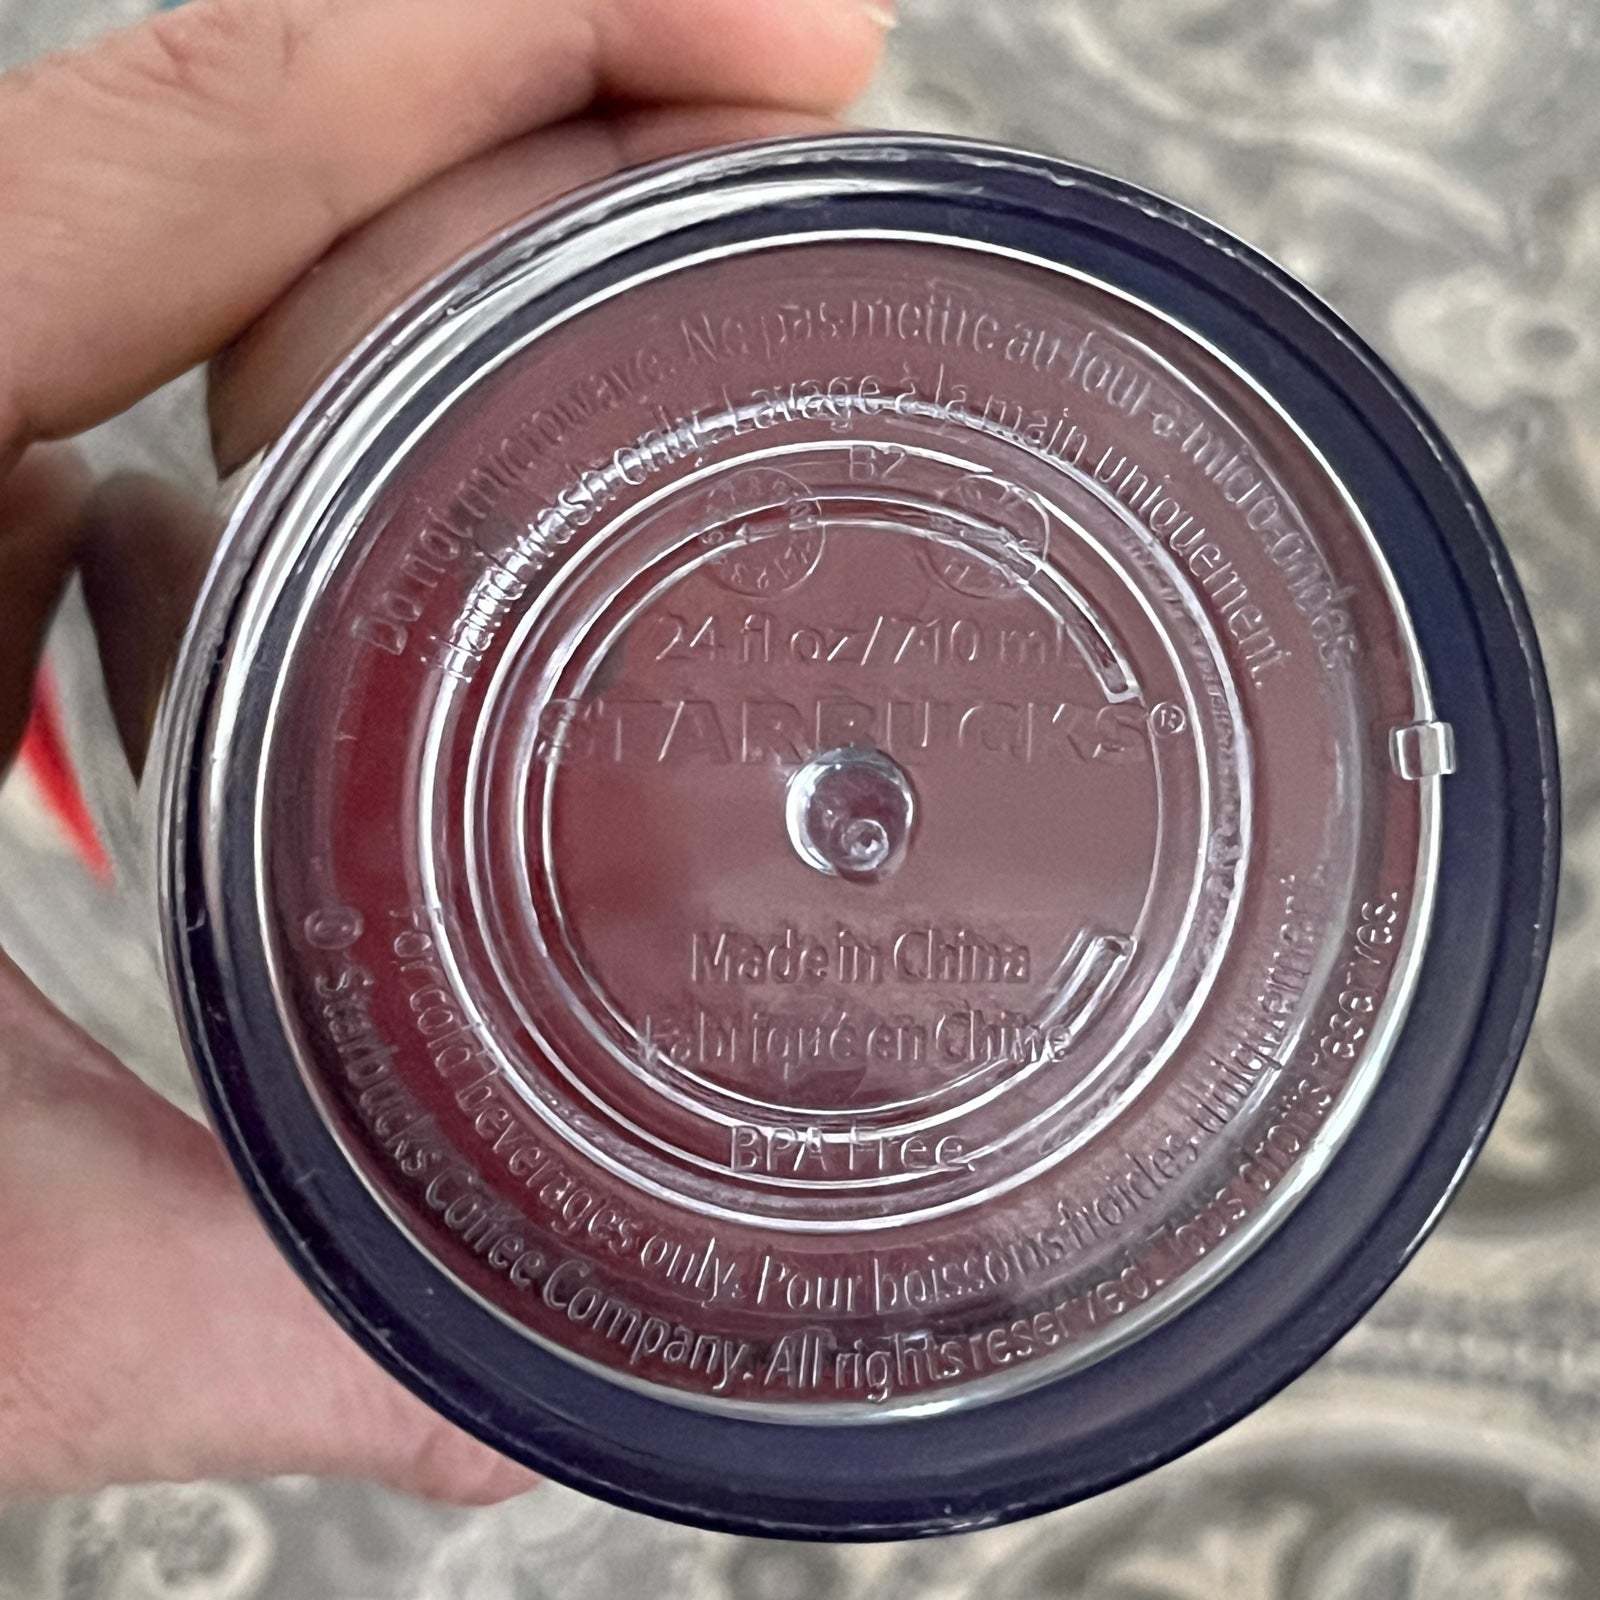 Do not microwave. Ne pas mettre au four à micro-ondes.
Hand wash only. Lavage à la main uniquement.
B2
24 fl oz/710 mL
STARBUCKS®
Made in China
Fabriqué en Chine
BPA Free
For cold beverages only. Pour boissons froides uniquement.
© Starbucks Coffee Company. All rights reserved. Tous droits réservés.